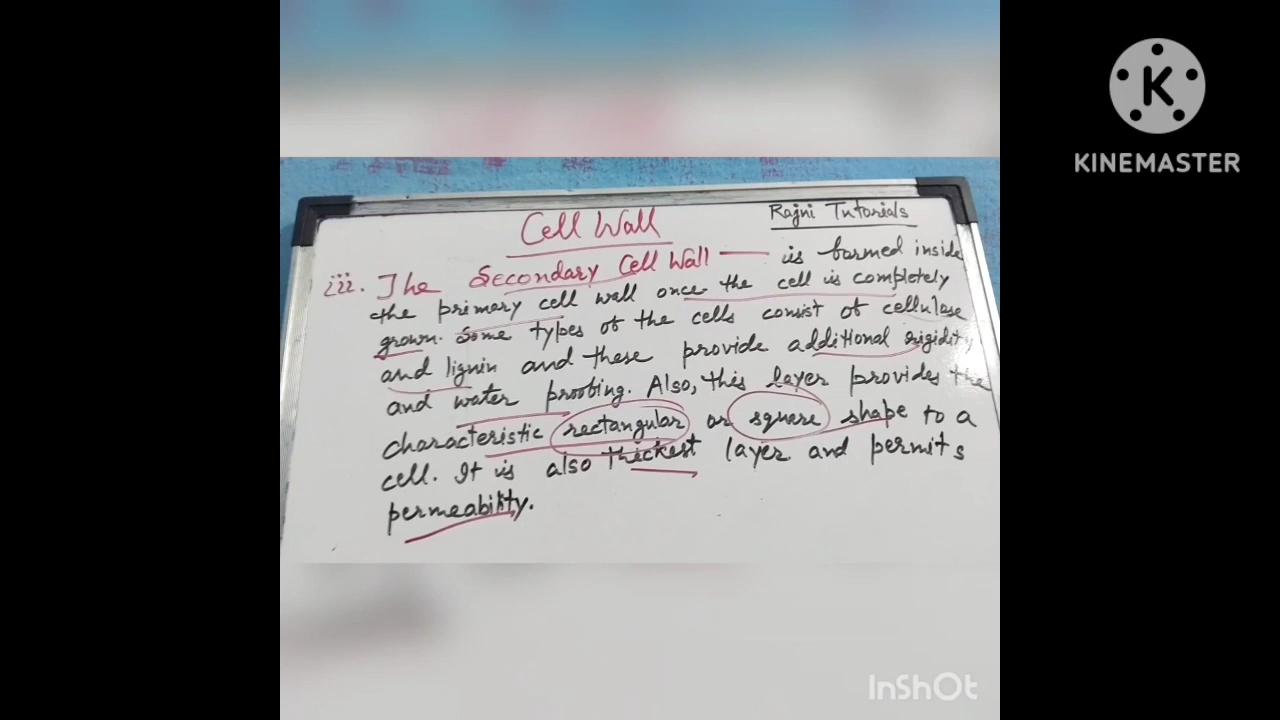 KINEMASTER
Cell Wall
Rajni Tutorials
iii. The Secondary Cell Wall — is formed inside
the primary cell wall once the cell is completely
grown. Some types of the cells consist of cellulose
and lignin and these provide additional rigidity
and water proofing. Also, this layer provides the
characteristic rectangular or square shape to a
cell. It is also thickest layer and permits
permeability.
InShOt